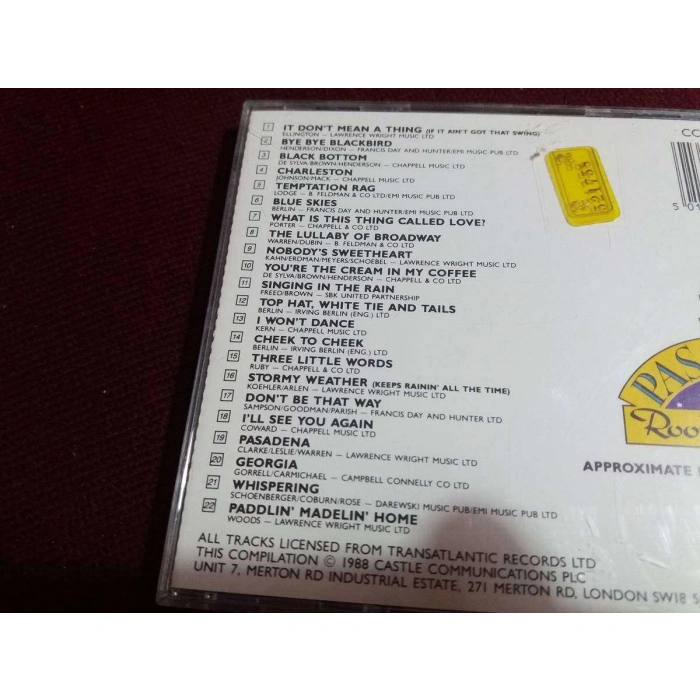 1 IT DON'T MEAN A THING (IF IT AIN'T GOT THAT SWING)
ELLINGTON – LAWRENCE WRIGHT MUSIC LTD
2 BYE BYE BLACKBIRD
HENDERSON/DIXON – FRANCIS DAY AND HUNTER/EMI MUSIC PUB LTD
3 BLACK BOTTOM
DE SYLVA/BROWN/HENDERSON – CHAPPELL MUSIC LTD
4 CHARLESTON
JOHNSON/MACK – CHAPPELL MUSIC LTD
5 TEMPTATION RAG
LODGE – B. FELDMAN & CO LTD/EMI MUSIC PUB LTD
6 BLUE SKIES
BERLIN – FRANCIS DAY AND HUNTER/EMI MUSIC PUB LTD
7 WHAT IS THIS THING CALLED LOVE?
PORTER – CHAPPELL & CO LTD
8 THE LULLABY OF BROADWAY
WARREN/DUBIN – B. FELDMAN & CO LTD
9 NOBODY'S SWEETHEART
KAHN/ERDMAN/MEYERS/SCHOEBEL – LAWRENCE WRIGHT MUSIC LTD
10 YOU'RE THE CREAM IN MY COFFEE
DE SYLVA/BROWN/HENDERSON – CHAPPELL & CO LTD
11 SINGING IN THE RAIN
FREED/BROWN – SBK UNITED PARTNERSHIP
12 TOP HAT, WHITE TIE AND TAILS
BERLIN – IRVING BERLIN (ENG.) LTD
13 I WON'T DANCE
KERN – CHAPPELL MUSIC LTD
14 CHEEK TO CHEEK
BERLIN – IRVING BERLIN (ENG.) LTD
15 THREE LITTLE WORDS
RUBY – CHAPPELL & CO LTD
16 STORMY WEATHER (KEEPS RAININ' ALL THE TIME)
KOEHLER/ARLEN – LAWRENCE WRIGHT MUSIC LTD
17 DON'T BE THAT WAY
SAMPSON/GOODMAN/PARISH – FRANCIS DAY AND HUNTER LTD
18 I'LL SEE YOU AGAIN
COWARD – CHAPPELL MUSIC LTD
19 PASADENA
CLARKE/LESLIE/WARREN – LAWRENCE WRIGHT MUSIC LTD
20 GEORGIA
GORRELL/CARMICHAEL – CAMPBELL CONNELLY CO LTD
21 WHISPERING
SCHOENBERGER/COBURN/ROSE – DAREWSKI MUSIC PUB/EMI MUSIC PUB LTD
22 PADDLIN' MADELIN' HOME
WOODS – LAWRENCE WRIGHT MUSIC LTD
ALL TRACKS LICENSED FROM TRANSATLANTIC RECORDS LTD
THIS COMPILATION © 1988 CASTLE COMMUNICATIONS PLC
UNIT 7, MERTON RD INDUSTRIAL ESTATE, 271 MERTON RD, LONDON SW18 5
521758
CC
5 01
PAS
Roo
APPROXIMATE